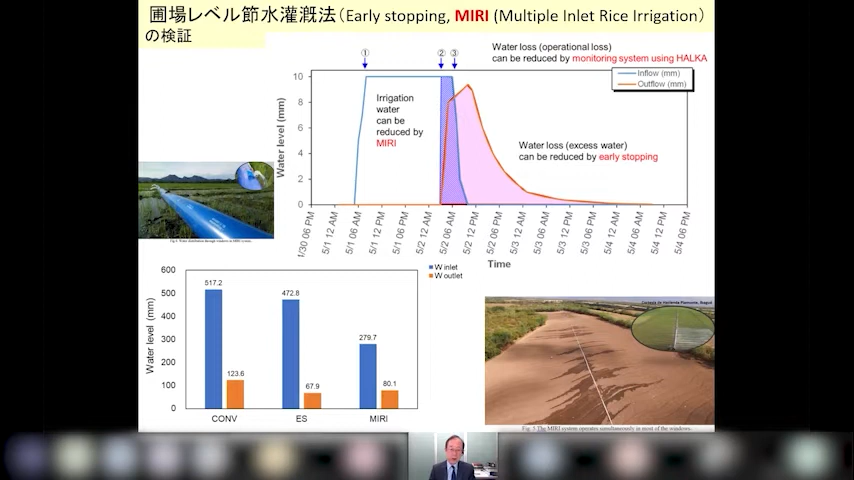 圃場レベル節水灌漑法（Early stopping, MIRI (Multiple Inlet Rice Irrigation）
の検証
Water loss (operational loss)
can be reduced by monitoring system using HALKA
① ② ③
Inflow (mm)
Outflow (mm)
Irrigation
water
can be
reduced by
MIRI
Water loss (excess water)
can be reduced by early stopping
Water level (mm)
10
8
6
4
2
0
1/30 06 PM
5/1 12 AM
5/1 06 AM
5/1 12 PM
5/1 06 PM
5/2 12 AM
5/2 06 AM
5/2 12 PM
5/2 06 PM
5/3 12 AM
5/3 06 AM
5/3 12 PM
5/3 06 PM
5/4 12 AM
5/4 06 AM
5/4 12 PM
5/4 06 PM
Time
W inlet
W outlet
Water level (mm)
600
500
400
300
200
100
0
517.2
123.6
472.8
67.9
279.7
80.1
CONV ES MIRI
Fig. 5 The MIRI system operates simultaneously in most of the windows.